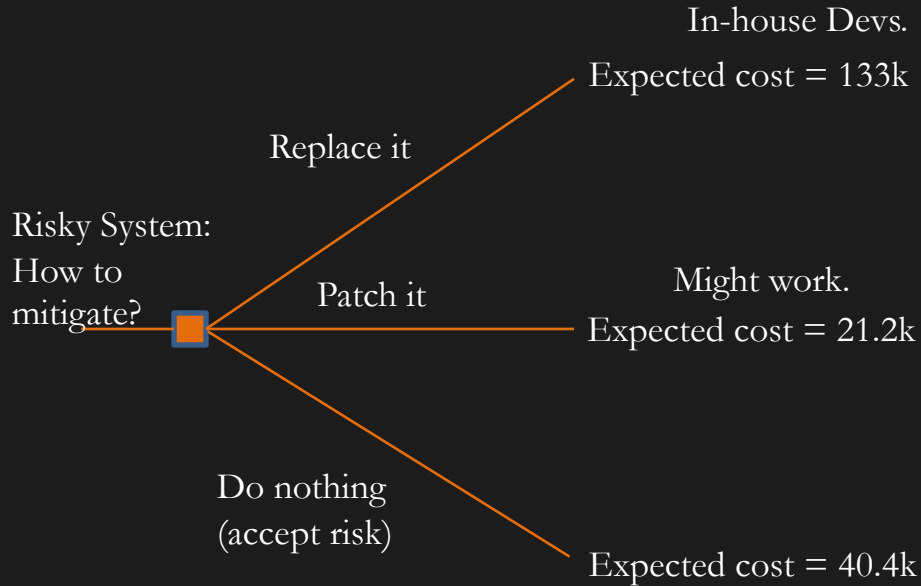 In-house Devs.
Expected cost = 133k
Replace it
Risky System:
How to
mitigate?
Patch it
Might work.
Expected cost = 21.2k
Do nothing
(accept risk)
Expected cost = 40.4k